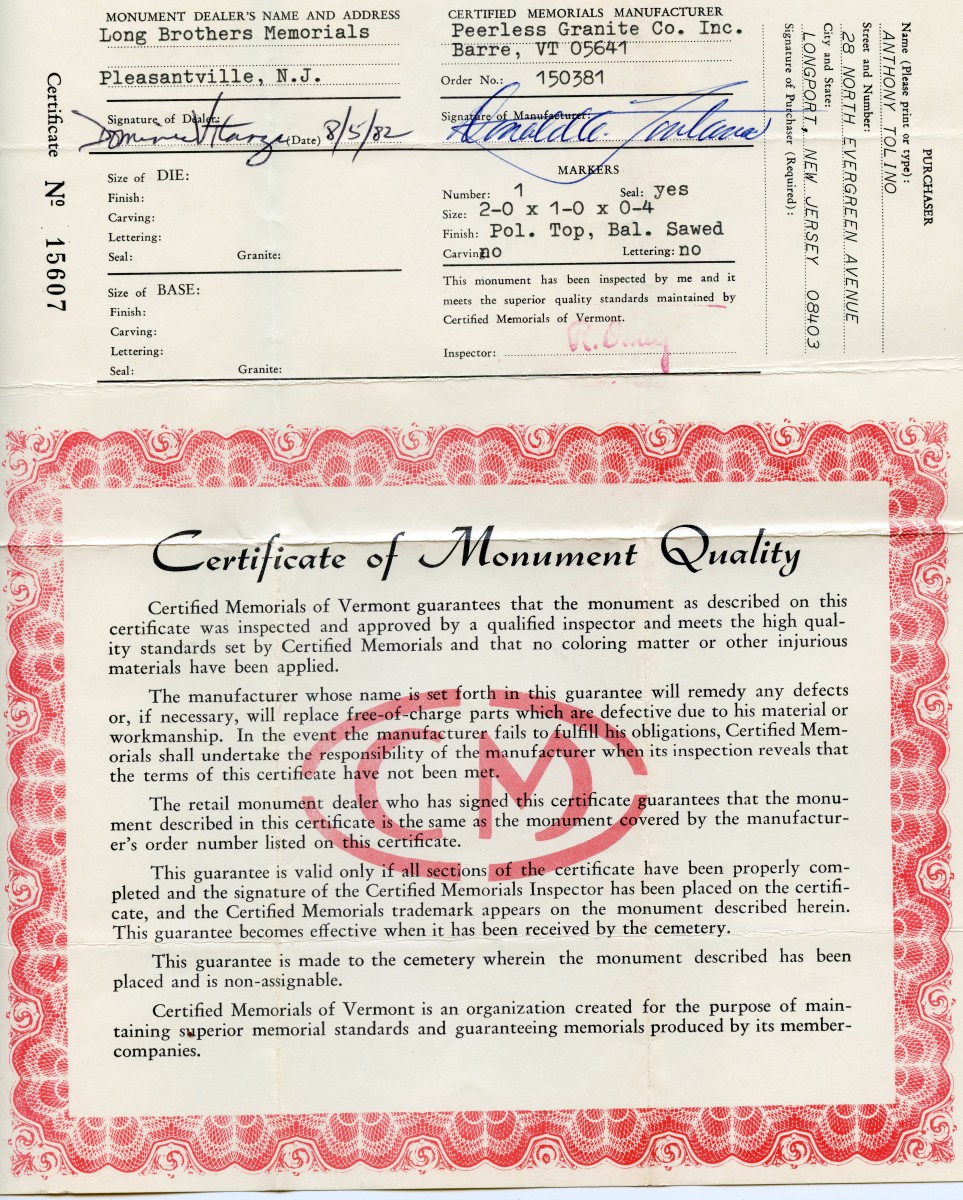 MONUMENT DEALER'S NAME AND ADDRESS
Long Brothers Memorials
Pleasantville, N.J.
Signature of Dealer:
(Date) 8/5/82
CERTIFIED MEMORIALS MANUFACTURER
Peerless Granite Co. Inc.
Barre, VT 05641
Order No.: 150381
Signature of Manufacturer:
Size of DIE:
Finish:
Carving:
Lettering:
Seal: Granite:
Size of BASE:
Finish:
Carving:
Lettering:
Seal: Granite:
MARKERS
Number: 1 Seal: yes
Size: 2-0 x 1-0 x 0-4
Finish: Pol. Top, Bal. Sawed
Carving no Lettering: no
This monument has been inspected by me and it
meets the superior quality standards maintained by
Certified Memorials of Vermont.
Inspector:
PURCHASER
Name (Please print or type):
ANTHONY TOLINO
Street and Number:
28 NORTH EVERGREEN AVENUE
City and State:
LONGPORT, NEW JERSEY 08403
Signature of Purchaser (Required):
Certificate Nº 15607
Certificate of Monument Quality
Certified Memorials of Vermont guarantees that the monument as described on this
certificate was inspected and approved by a qualified inspector and meets the high qual-
ity standards set by Certified Memorials and that no coloring matter or other injurious
materials have been applied.
The manufacturer whose name is set forth in this guarantee will remedy any defects
or, if necessary, will replace free-of-charge parts which are defective due to his material or
workmanship. In the event the manufacturer fails to fulfill his obligations, Certified Mem-
orials shall undertake the responsibility of the manufacturer when its inspection reveals that
the terms of this certificate have not been met.
The retail monument dealer who has signed this certificate guarantees that the monu-
ment described in this certificate is the same as the monument covered by the manufactur-
er's order number listed on this certificate.
This guarantee is valid only if all sections of the certificate have been properly com-
pleted and the signature of the Certified Memorials Inspector has been placed on the certifi-
cate, and the Certified Memorials trademark appears on the monument described herein.
This guarantee becomes effective when it has been received by the cemetery.
This guarantee is made to the cemetery wherein the monument described has been
placed and is non-assignable.
Certified Memorials of Vermont is an organization created for the purpose of main-
taining superior memorial standards and guaranteeing memorials produced by its member-
companies.
CM